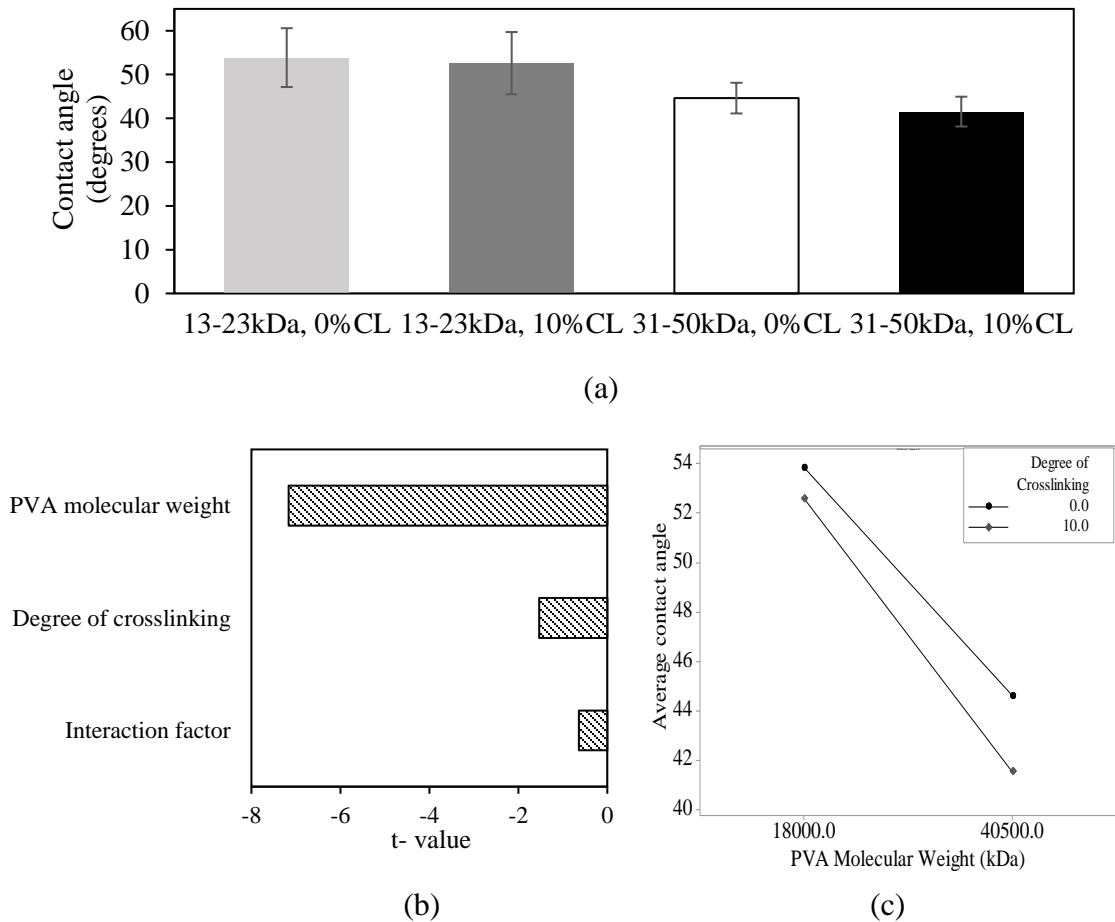 Contact angle
(degrees)
60
50
40
30
20
10
0
13-23kDa, 0%CL 13-23kDa, 10%CL 31-50kDa, 0%CL 31-50kDa, 10%CL
(a)
PVA molecular weight
Degree of crosslinking
Interaction factor
-8 -6 -4 -2 0
t- value
(b)
Average contact angle
54
52
50
48
46
44
42
40
Degree of
Crosslinking
0.0
10.0
18000.0 40500.0
PVA Molecular Weight (kDa)
(c)